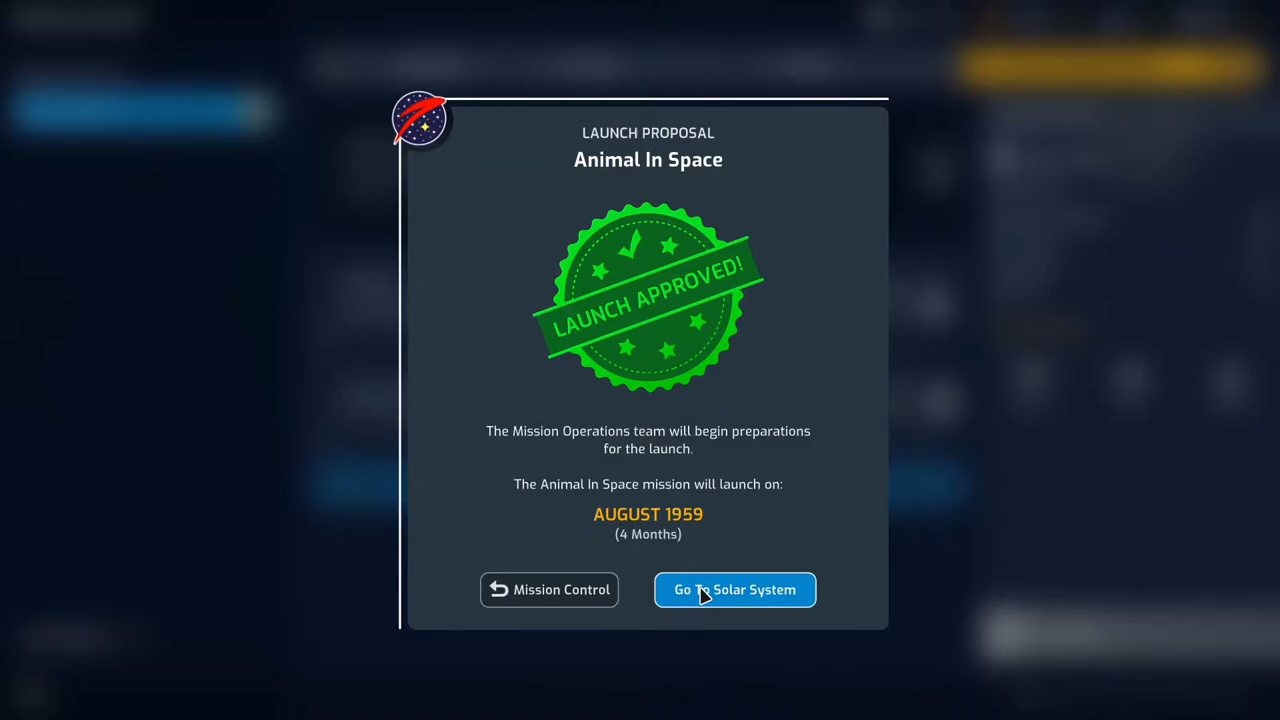 LAUNCH PROPOSAL
Animal In Space
LAUNCH APPROVED!
The Mission Operations team will begin preparations
for the launch.
The Animal In Space mission will launch on:
AUGUST 1959
(4 Months)
Mission Control
Go To Solar System